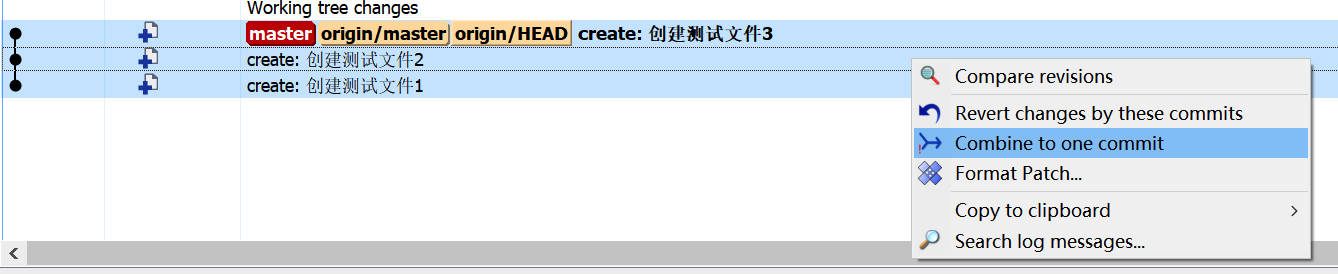 Working tree changes
master origin/master origin/HEAD create: 创建测试文件3
create: 创建测试文件2
create: 创建测试文件1
Compare revisions
Revert changes by these commits
Combine to one commit
Format Patch...
Copy to clipboard
Search log messages...